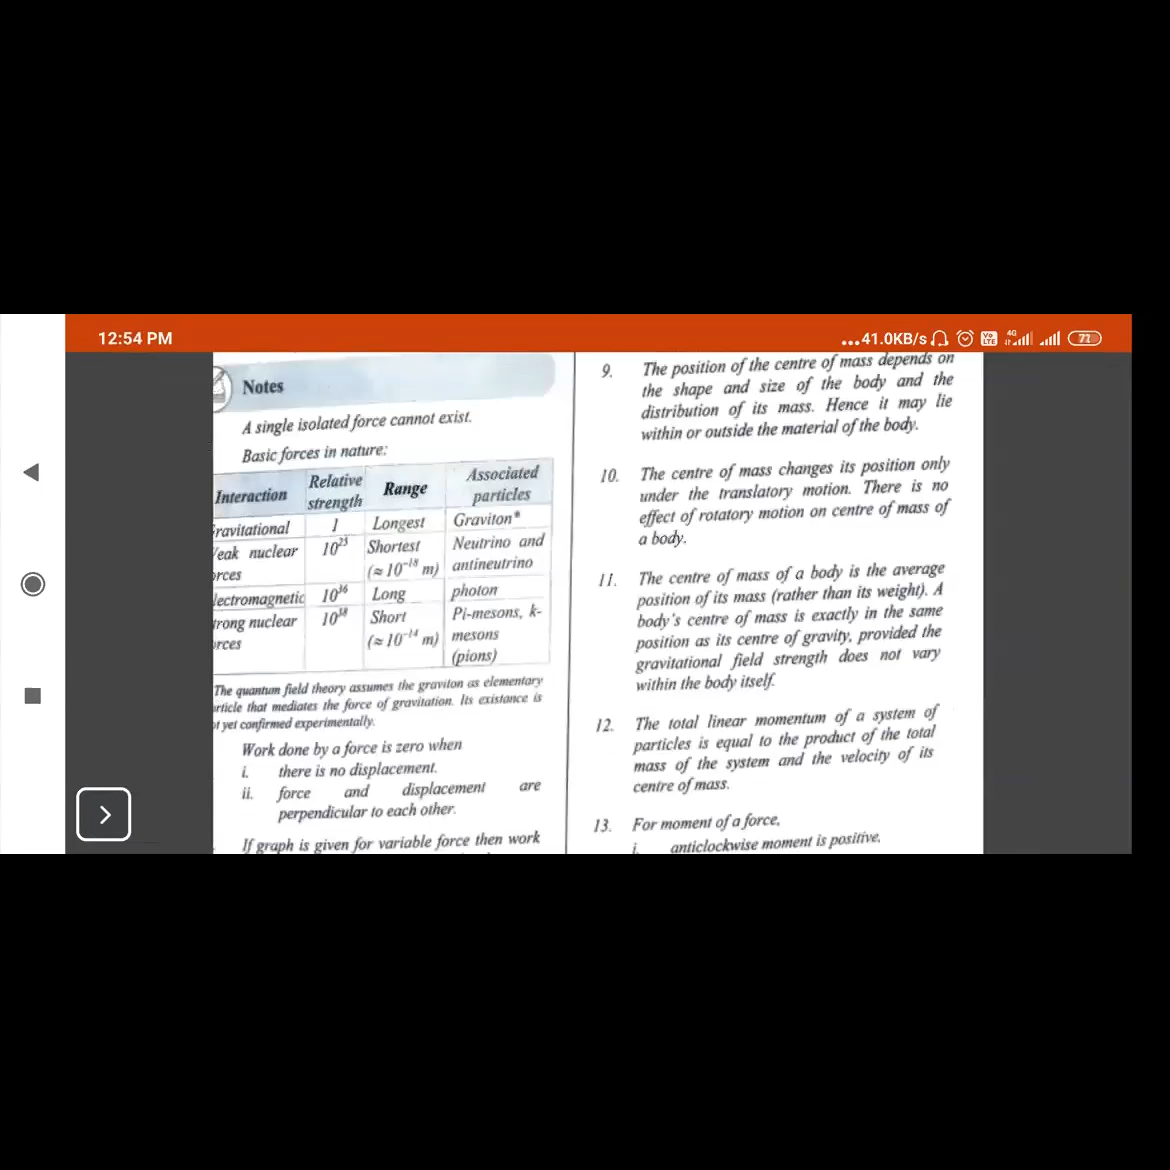 12:54 PM
...41.0KB/s
Vo LTE
4G
72
Notes
A single isolated force cannot exist.
Basic forces in nature:
Interaction Relative strength Range Associated particles
ravitational 1 Longest Graviton*
eak nuclear 10²⁵ Shortest Neutrino and
rces (≈ 10⁻¹⁸ m) antineutrino
lectromagnetic 10³⁶ Long photon
trong nuclear 10³⁸ Short Pi-mesons, k-
rces (≈ 10⁻¹⁴ m) mesons
(pions)
The quantum field theory assumes the graviton as elementary
rticle that mediates the force of gravitation. Its existance is
t yet confirmed experimentally.
Work done by a force is zero when
i. there is no displacement.
ii. force and displacement are
perpendicular to each other.
If graph is given for variable force then work
9. The position of the centre of mass depends on
the shape and size of the body and the
distribution of its mass. Hence it may lie
within or outside the material of the body.
10. The centre of mass changes its position only
under the translatory motion. There is no
effect of rotatory motion on centre of mass of
a body.
11. The centre of mass of a body is the average
position of its mass (rather than its weight). A
body's centre of mass is exactly in the same
position as its centre of gravity, provided the
gravitational field strength does not vary
within the body itself.
12. The total linear momentum of a system of
particles is equal to the product of the total
mass of the system and the velocity of its
centre of mass.
13. For moment of a force,
i. anticlockwise moment is positive.